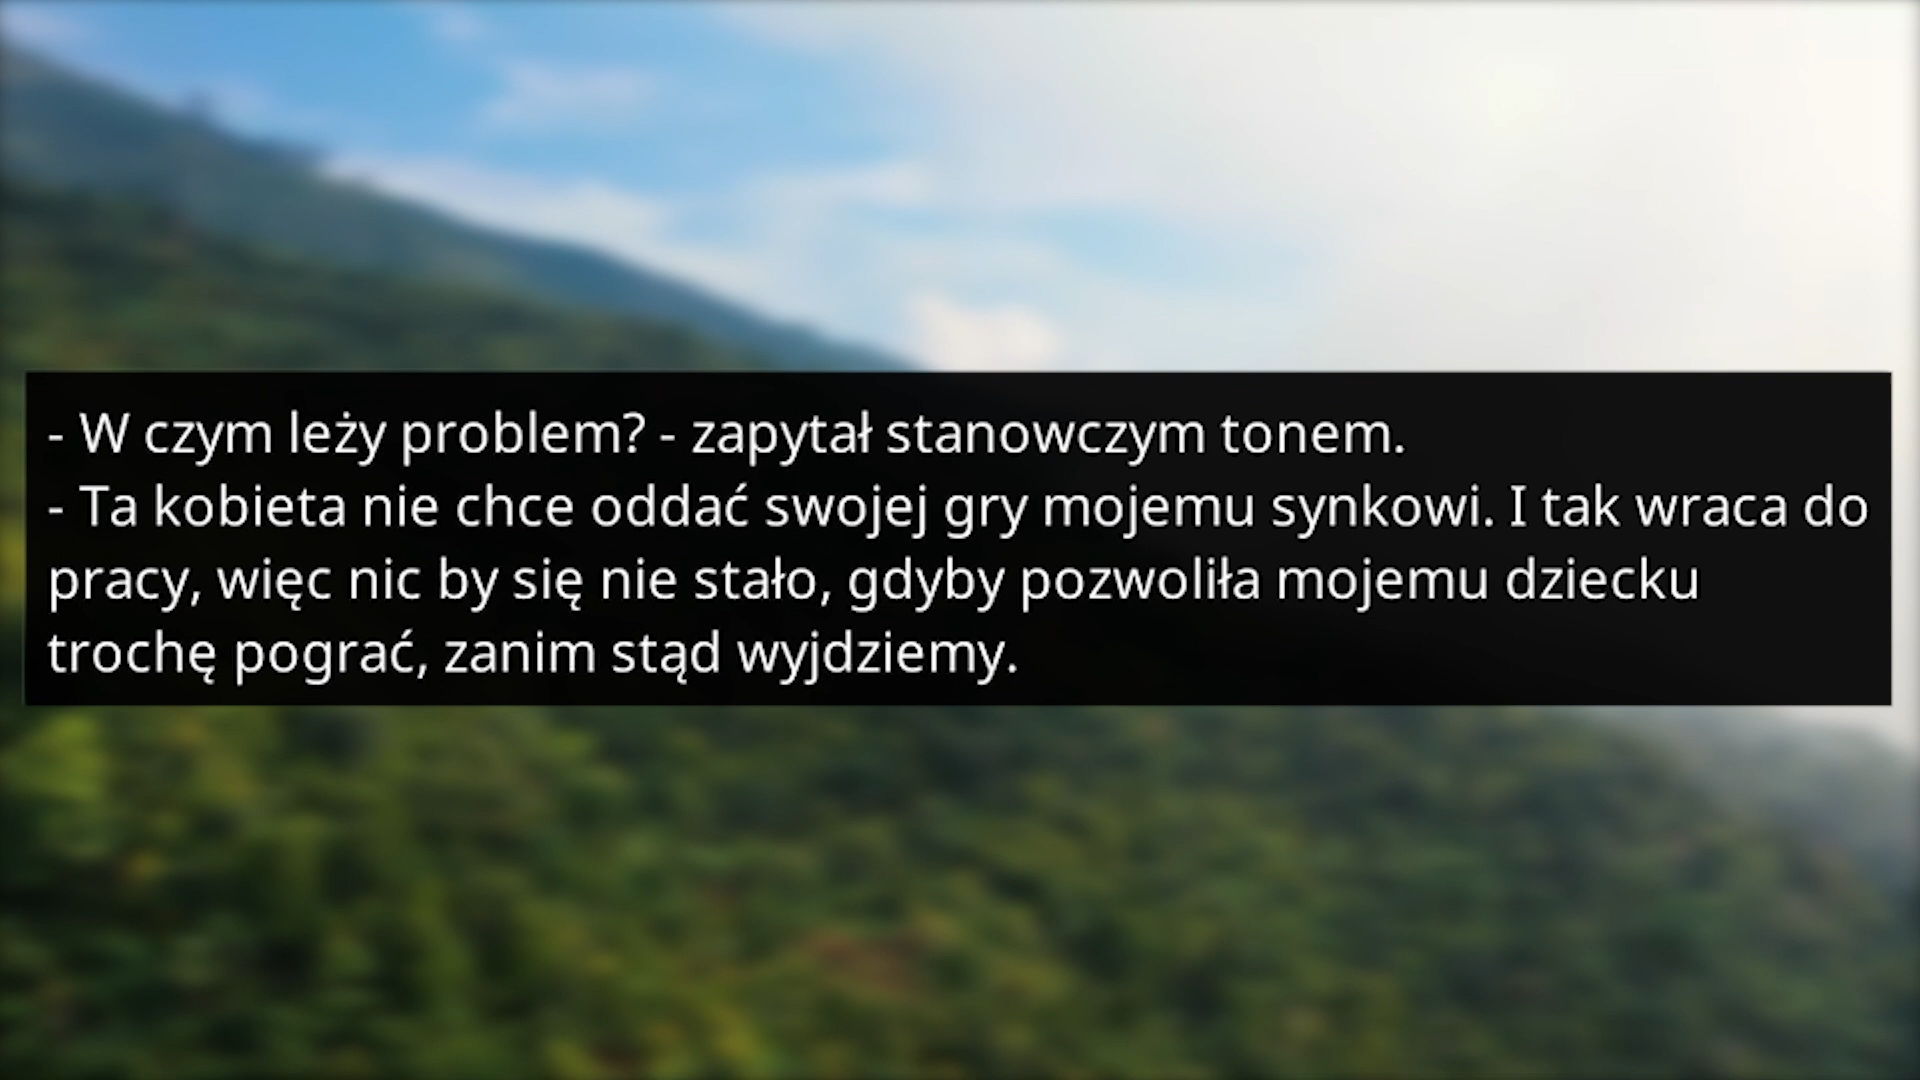 - W czym leży problem? - zapytał stanowczym tonem.
- Ta kobieta nie chce oddać swojej gry mojemu synkowi. I tak wraca do
pracy, więc nic by się nie stało, gdyby pozwoliła mojemu dziecku
trochę pograć, zanim stąd wyjdziemy.